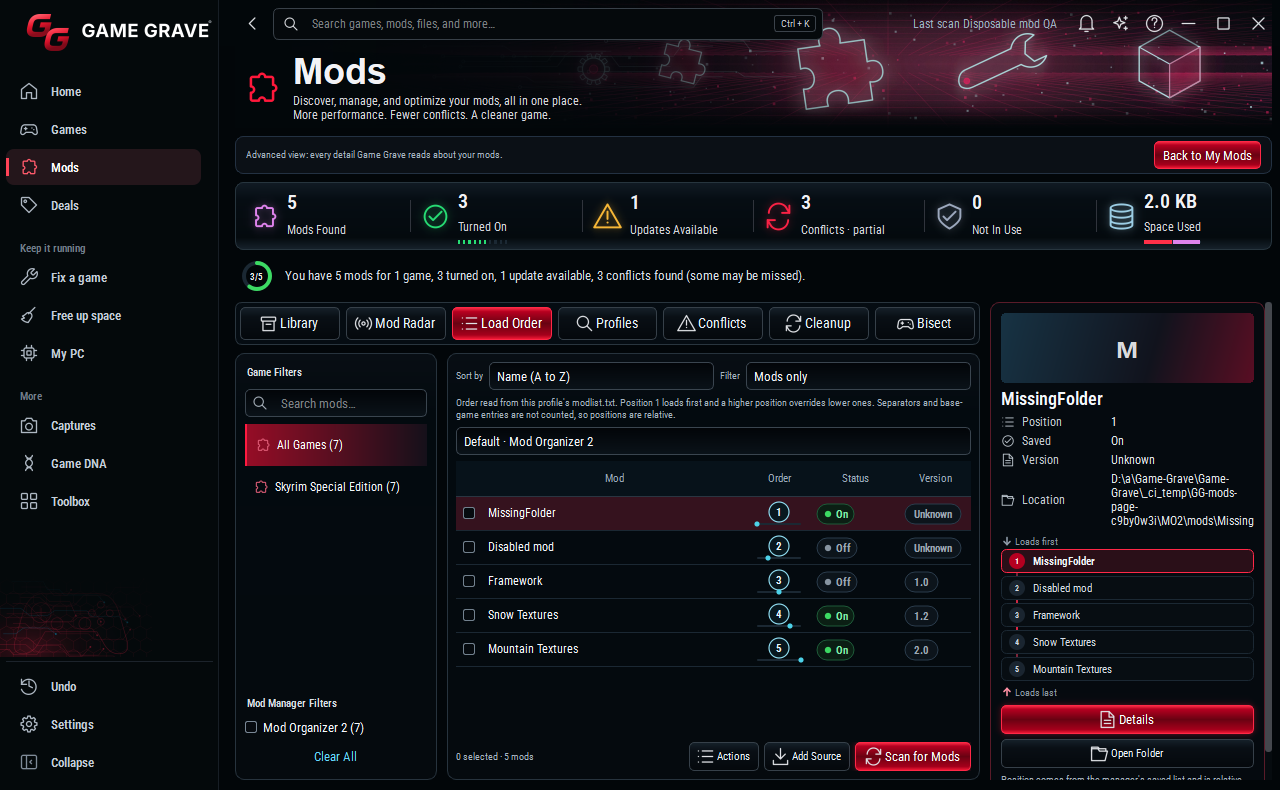 GAME GRAVE
Search games, mods, files, and more...
Ctrl + K
Last scan Disposable mod QA
Home
Games
Mods
Deals
Keep it running
Fix a game
Free up space
My PC
More
Captures
Game DNA
Toolbox
Undo
Settings
Collapse
Mods
Discover, manage, and optimize your mods, all in one place.
More performance. Fewer conflicts. A cleaner game.
Advanced view: every detail Game Grave reads about your mods.
Back to My Mods
5
Mods Found
3
Turned On
1
Updates Available
3
Conflicts · partial
0
Not In Use
2.0 KB
Space Used
3/5
You have 5 mods for 1 game, 3 turned on, 1 update available, 3 conflicts found (some may be missed).
Library
Mod Radar
Load Order
Profiles
Conflicts
Cleanup
Bisect
Game Filters
Search mods...
All Games (7)
Skyrim Special Edition (7)
Mod Manager Filters
Mod Organizer 2 (7)
Clear All
Sort by
Name (A to Z)
Filter
Mods only
Order read from this profile's modlist.txt. Position 1 loads first and a higher position overrides lower ones. Separators and base-
game entries are not counted, so positions are relative.
Default · Mod Organizer 2
Mod Order Status Version
MissingFolder 1 On Unknown
Disabled mod 2 Off Unknown
Framework 3 Off 1.0
Snow Textures 4 On 1.2
Mountain Textures 5 On 2.0
0 selected · 5 mods
Actions
Add Source
Scan for Mods
M
MissingFolder
Position 1
Saved On
Version Unknown
Location
D:\a\Game-Grave\Game-
Grave\_ci_temp\GG-mods-
page-
c9by0w3i\MO2\mods\Missing
Loads first
1 MissingFolder
2 Disabled mod
3 Framework
4 Snow Textures
5 Mountain Textures
Loads last
Details
Open Folder
Position comes from the manager's saved list and is relative